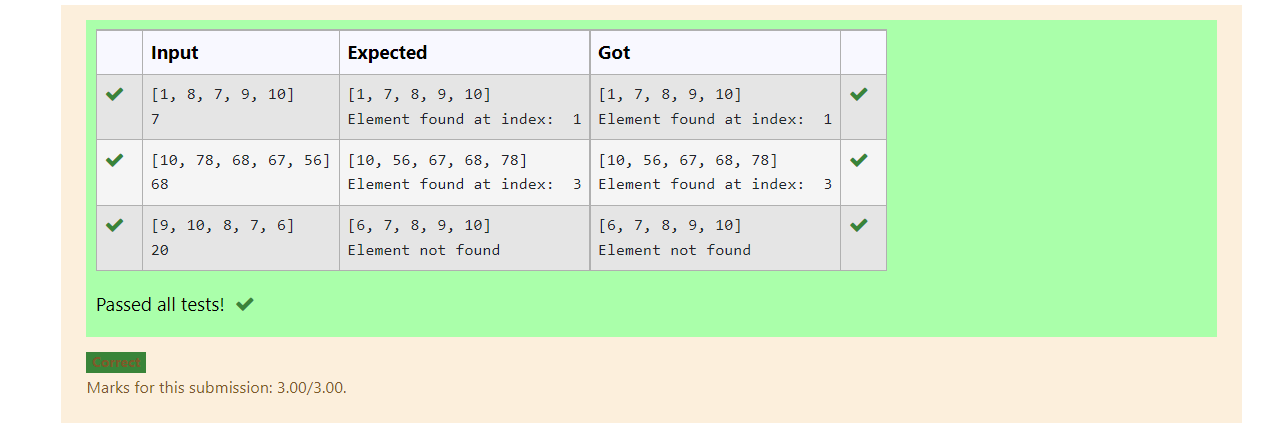 Input Expected Got
[1, 8, 7, 9, 10] [1, 7, 8, 9, 10] [1, 7, 8, 9, 10]
7 Element found at index:  1 Element found at index:  1
[10, 78, 68, 67, 56] [10, 56, 67, 68, 78] [10, 56, 67, 68, 78]
68 Element found at index:  3 Element found at index:  3
[9, 10, 8, 7, 6] [6, 7, 8, 9, 10] [6, 7, 8, 9, 10]
20 Element not found Element not found
Passed all tests!
Correct
Marks for this submission: 3.00/3.00.